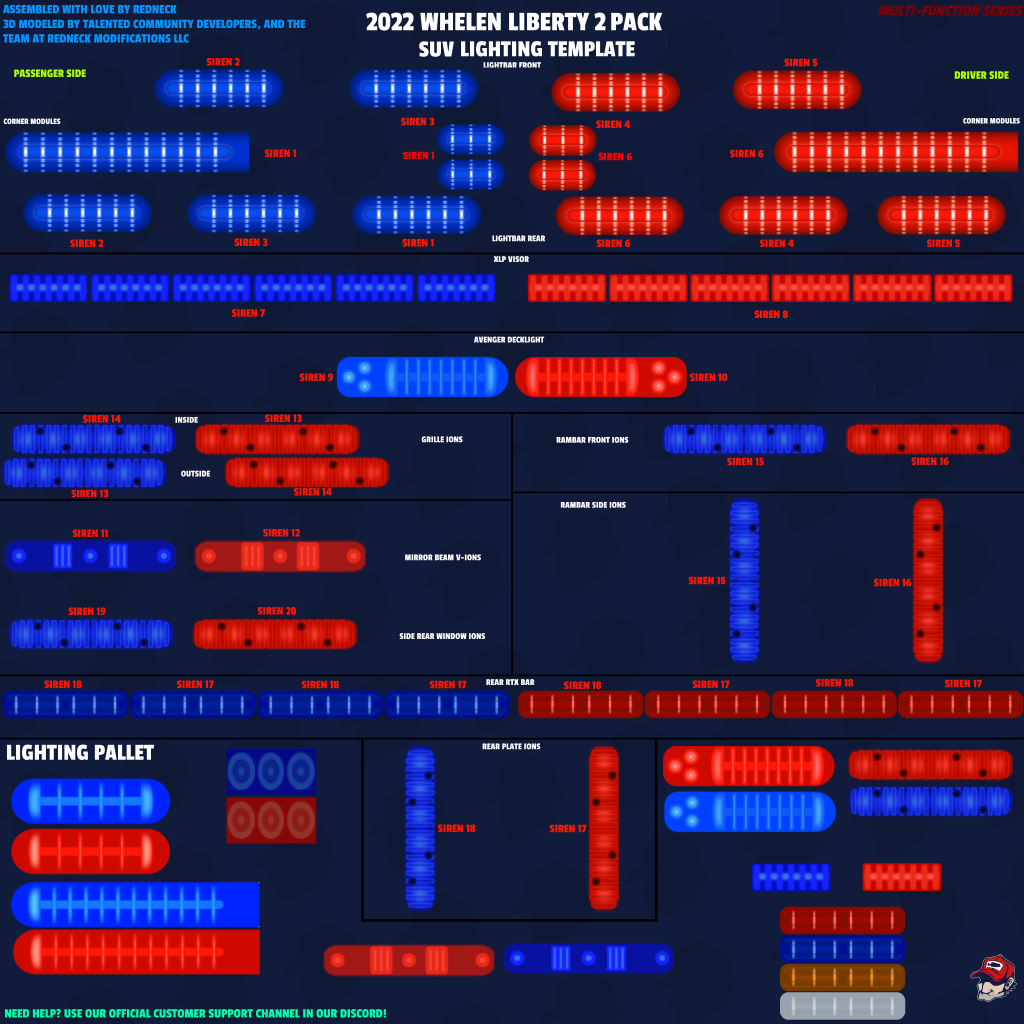 ASSEMBLED WITH LOVE BY REDNECK
3D MODELED BY TALENTED COMMUNITY DEVELOPERS, AND THE
TEAM AT REDNECK MODIFICATIONS LLC
2022 WHELEN LIBERTY 2 PACK
SUV LIGHTING TEMPLATE
MULTI-FUNCTION SERIES
LIGHTBAR FRONT
PASSENGER SIDE
SIREN 2
SIREN 5
DRIVER SIDE
CORNER MODULES
SIREN 3
SIREN 4
CORNER MODULES
SIREN 1
SIREN 1
SIREN 6
SIREN 6
SIREN 2
SIREN 3
SIREN 1
LIGHTBAR REAR
SIREN 6
SIREN 4
SIREN 5
XLP VISOR
SIREN 7
SIREN 8
AVENGER DECKLIGHT
SIREN 9
SIREN 10
SIREN 14
INSIDE
SIREN 13
GRILLE IONS
OUTSIDE
SIREN 13
SIREN 14
RAMBAR FRONT IONS
SIREN 15
SIREN 16
RAMBAR SIDE IONS
SIREN 15
SIREN 16
SIREN 11
SIREN 12
MIRROR BEAM V-IONS
SIREN 19
SIREN 20
SIDE REAR WINDOW IONS
REAR RTX BAR
SIREN 18
SIREN 17
SIREN 18
SIREN 17
SIREN 18
SIREN 17
SIREN 18
SIREN 17
LIGHTING PALLET
REAR PLATE IONS
SIREN 18
SIREN 17
NEED HELP? USE OUR OFFICIAL CUSTOMER SUPPORT CHANNEL IN OUR DISCORD!